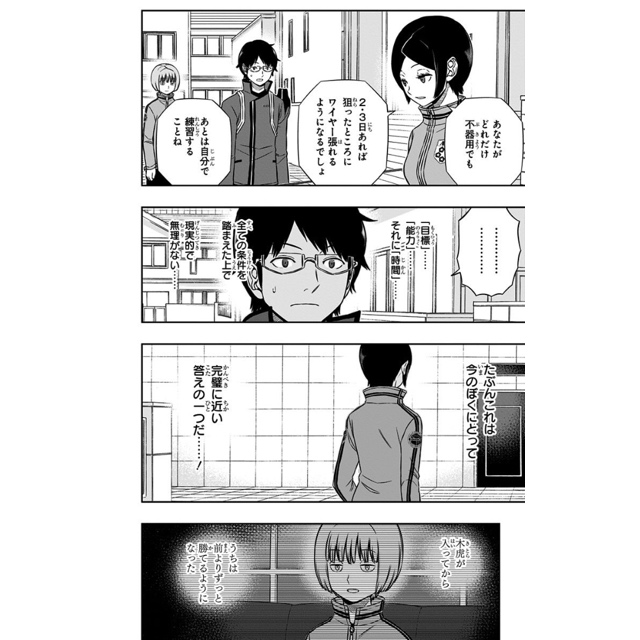 あなたが
どれだけ
不器用でも
2・3日あれば
狙ったところに
ワイヤー張れる
ようになるでしょ
あとは自分で
練習する
ことね
…………
…………
「目標」……
「能力」……
それに「時間」…
全ての条件を
踏まえた上で
現実的で
無理がない……
たぶんこれは
今のぼくにとって
完璧に近い
答えの一つだ……！
木虎が
入ってから
うちは
前よりずっと
勝てるように
なった